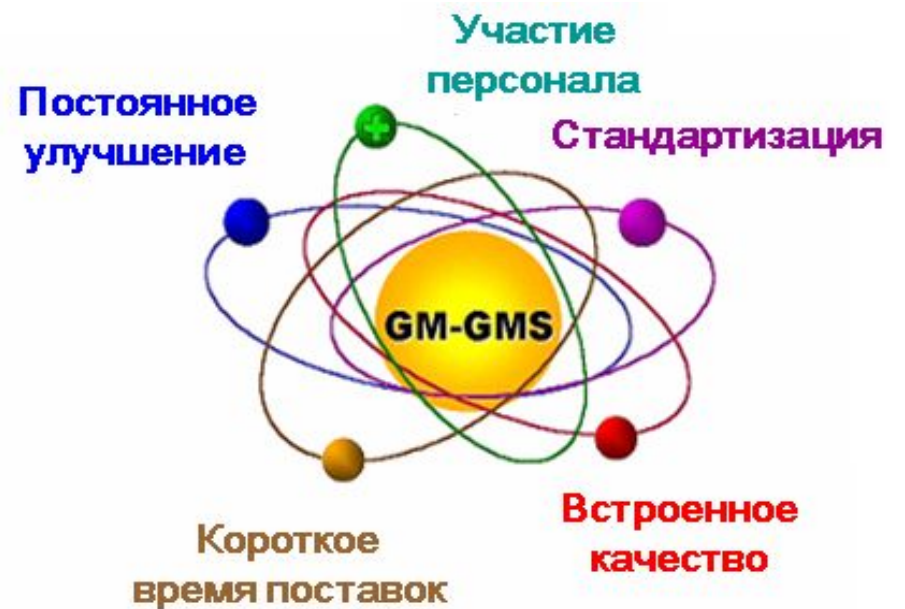 Участие
персонала
Постоянное
улучшение
Стандартизация
GM-GMS
Встроенное
качество
Короткое
время поставок